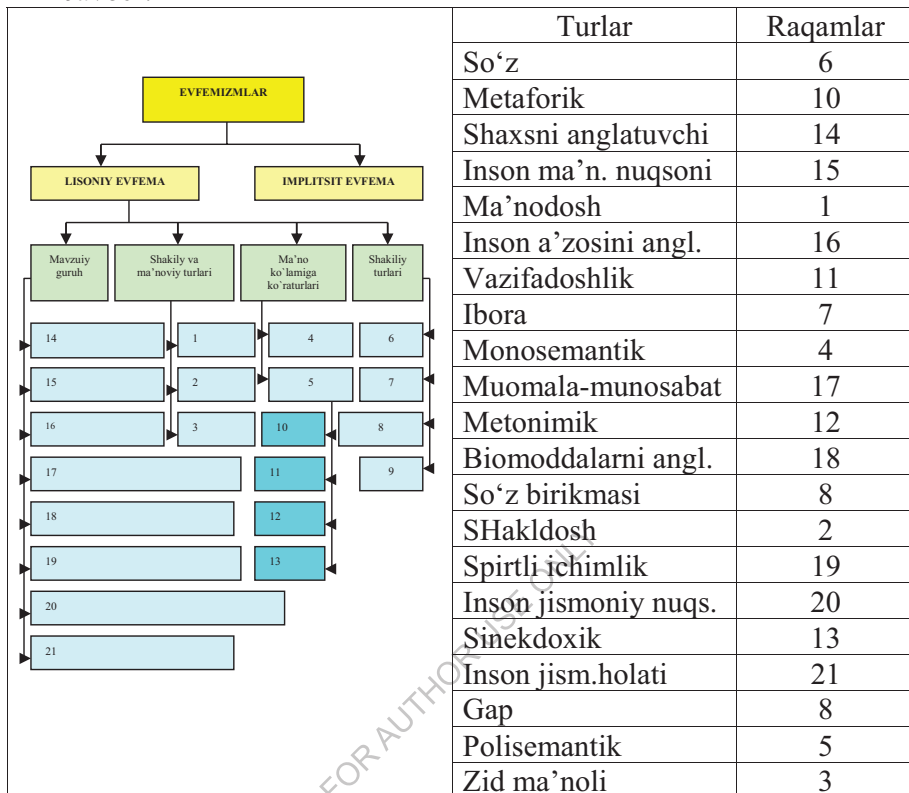 EVFEMIZMLAR
LISONIY EVFEMA
IMPLITSIT EVFEMA
Mavzuiy
guruh
Shakily va
ma'noviy turlari
Ma'no
ko`lamiga
ko`raturlari
Shakiliy
turlari
14
1
4
6
15
2
5
7
16
3
10
8
17
11
9
18
12
19
13
20
21
Turlar Raqamlar
So‘z 6
Metaforik 10
Shaxsni anglatuvchi 14
Inson ma’n. nuqsoni 15
Ma’nodosh 1
Inson a’zosini angl. 16
Vazifadoshlik 11
Ibora 7
Monosemantik 4
Muomala-munosabat 17
Metonimik 12
Biomoddalarni angl. 18
So‘z birikmasi 8
SHakldosh 2
Spirtli ichimlik 19
Inson jismoniy nuqs. 20
Sinekdoxik 13
Inson jism.holati 21
Gap 8
Polisemantik 5
Zid ma’noli 3
FOR AUTHOR USE ONLY